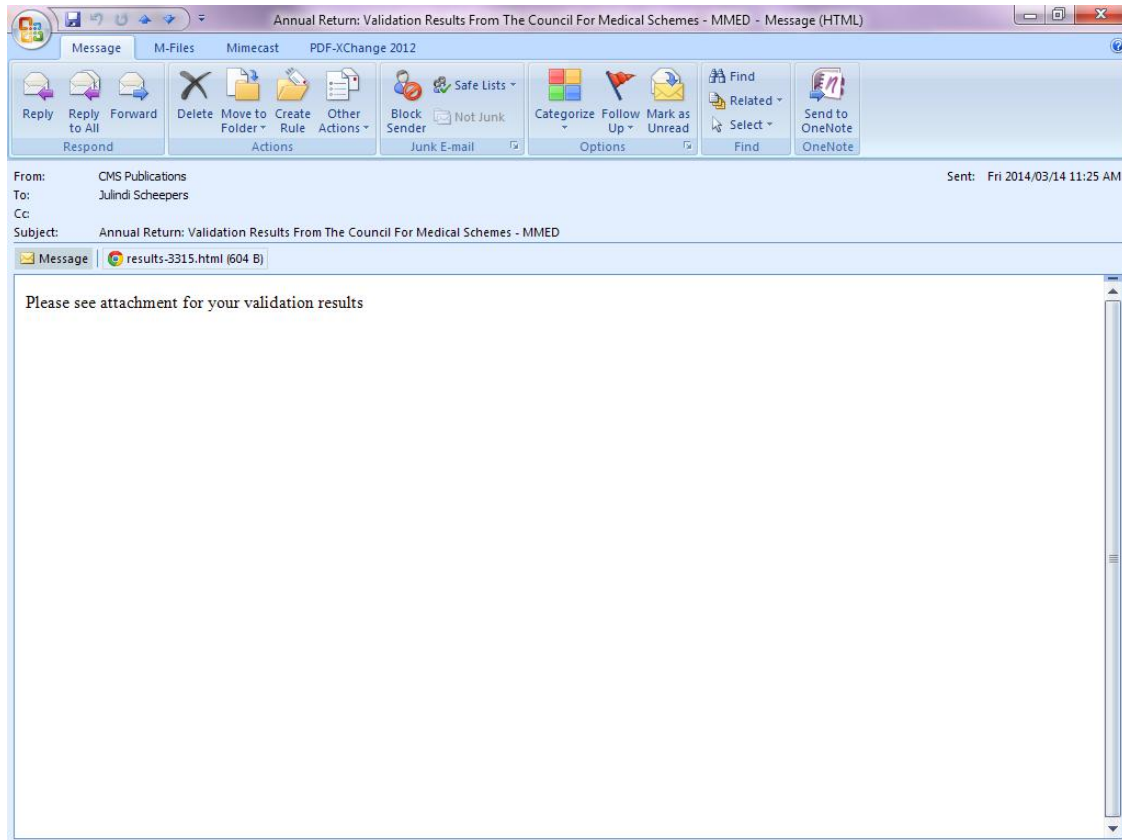 Annual Return: Validation Results From The Council For Medical Schemes - MMED - Message (HTML)
Message M-Files Mimecast PDF-XChange 2012
Reply Reply to All Forward
Respond
Delete Move to Folder Create Rule Other Actions
Actions
Block Sender Safe Lists Not Junk
Junk E-mail
Categorize Follow Up Mark as Unread
Options
Find Related Select
Find
Send to OneNote
OneNote
From: CMS Publications Sent: Fri 2014/03/14 11:25 AM
To: Julindi Scheepers
Cc:
Subject: Annual Return: Validation Results From The Council For Medical Schemes - MMED
Message results-3315.html (604 B)
Please see attachment for your validation results